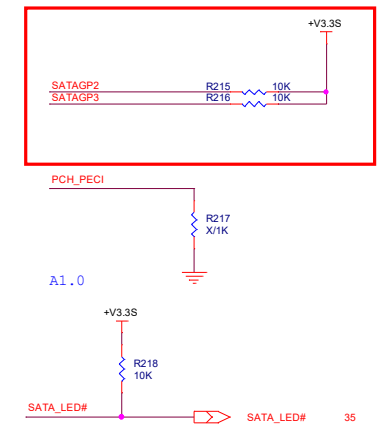 +V3.3S
SATAGP2 R215 10K
SATAGP3 R216 10K
PCH_PECI
R217
X/1K
A1.0
+V3.3S
R218
10K
SATA_LED#
SATA_LED# 35